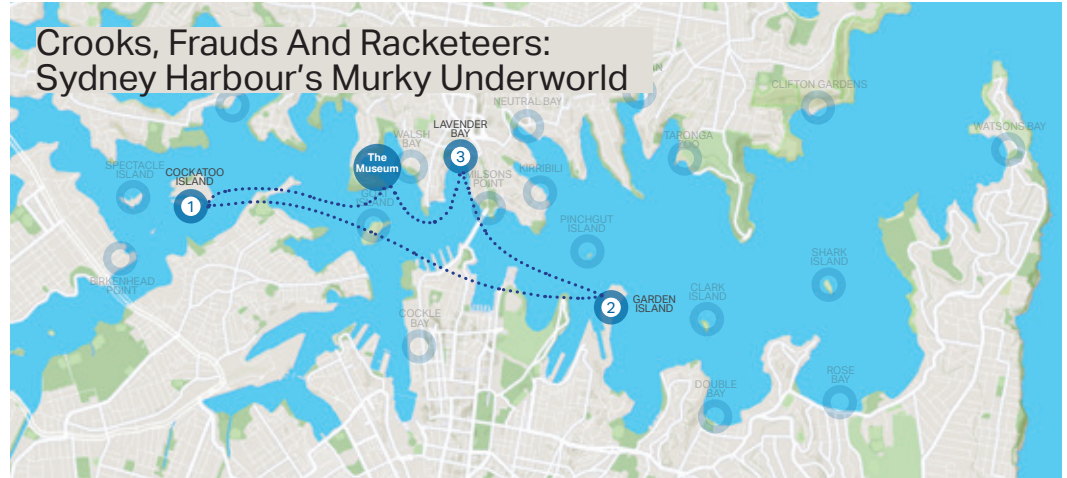 Crooks, Frauds And Racketeers:
Sydney Harbour's Murky Underworld
CLIFTON GARDENS
NEUTRAL BAY
LAVENDER
BAY
WALSH
BAY
WATSONS BAY
TARONGA
ZOO
The
Museum
3
SPECTACLE
ISLAND
COCKATOO
ISLAND
KIRRIBILI
MILSONS
POINT
1
GOAT
ISLAND
PINCHGUT
ISLAND
SHARK
ISLAND
BIRKENHEAD
POINT
CLARK
ISLAND
2
GARDEN
ISLAND
COCKLE
BAY
ROSE
BAY
DOUBLE
BAY